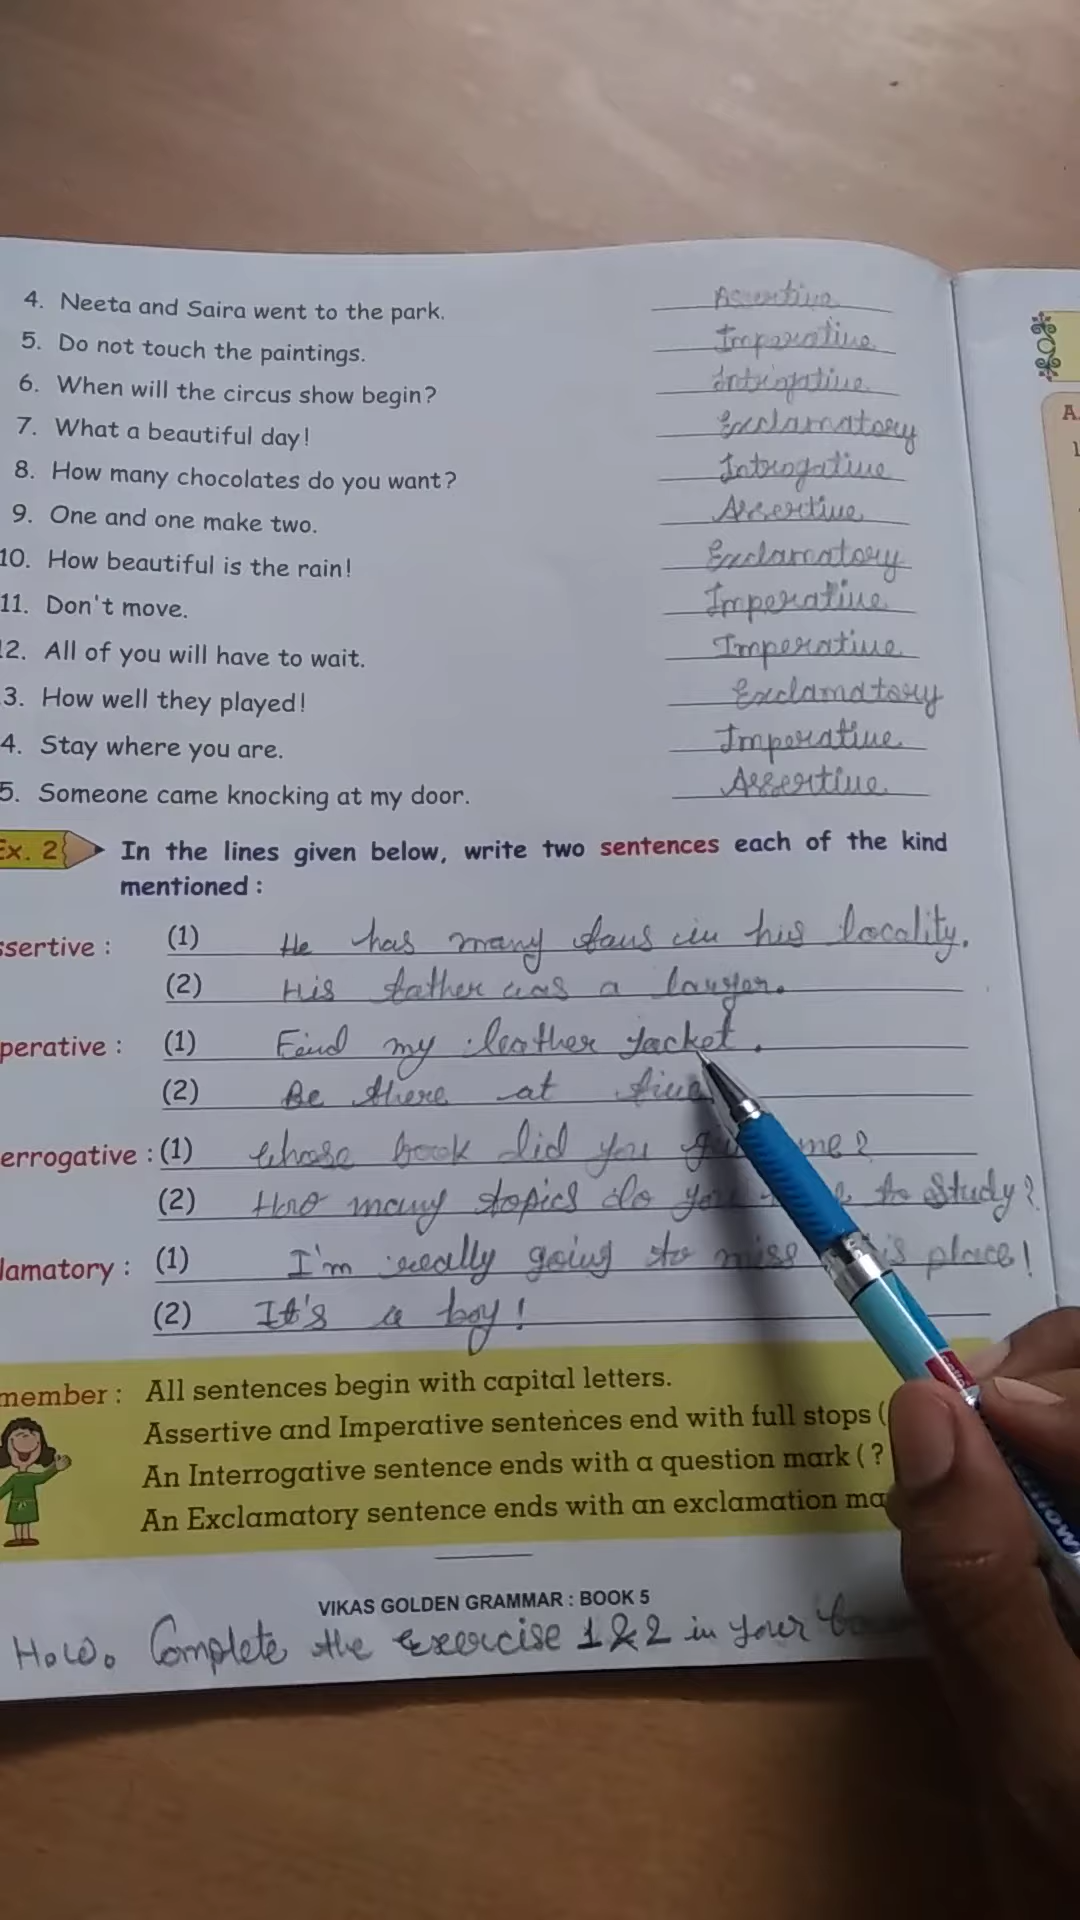 4. Neeta and Saira went to the park. Assertive
5. Do not touch the paintings. Imperative
6. When will the circus show begin? Intriogative
7. What a beautiful day! Exclamatory
8. How many chocolates do you want? Introgative
9. One and one make two. Assertive
10. How beautiful is the rain! Exclamatory
11. Don't move. Imperative
2. All of you will have to wait. Imperative
3. How well they played! Exclamatory
4. Stay where you are. Imperative
5. Someone came knocking at my door. Assertive
Ex. 2 In the lines given below, write two sentences each of the kind
mentioned :
ssertive : (1) He has many in his locality.
(2) His father was a
perative : (1) Find my leather jacket.
(2) Be there at five
errogative : (1) Whose book did you me?
(2) many topics do you to study?
lamatory : (1) I'm really going to miss place!
(2) It's a boy!
member : All sentences begin with capital letters.
Assertive and Imperative sentences end with full stops (
An Interrogative sentence ends with a question mark ( ?
An Exclamatory sentence ends with an exclamation ma
VIKAS GOLDEN GRAMMAR : BOOK 5
H.W. Complete the exercise 1 & 2 in your
A.
1